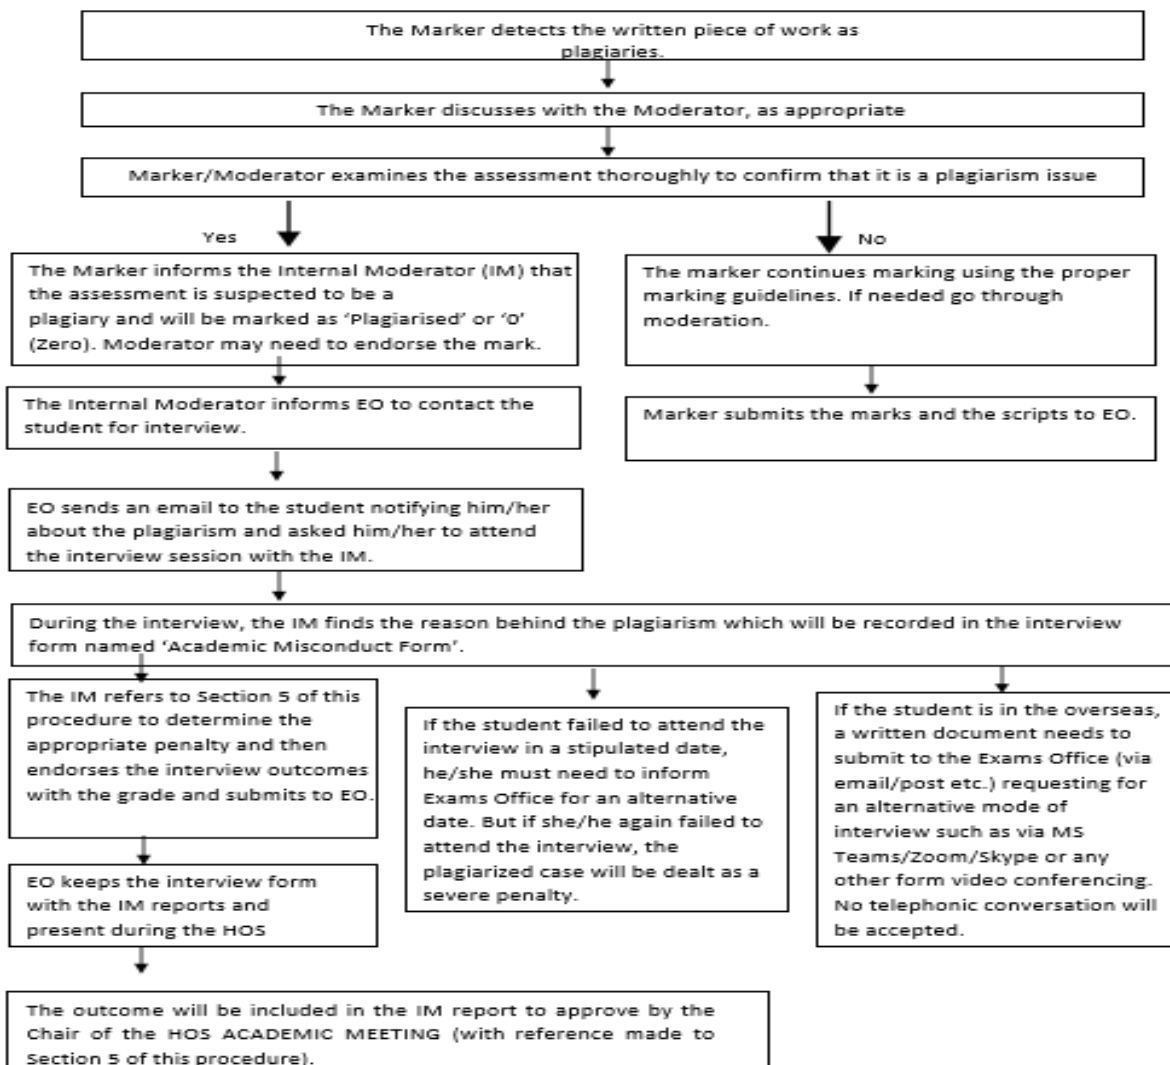 The Marker detects the written piece of work as
plagiaries.
The Marker discusses with the Moderator, as appropriate
Marker/Moderator examines the assessment thoroughly to confirm that it is a plagiarism issue
Yes
No
The Marker informs the Internal Moderator (IM) that
the assessment is suspected to be a
plagiary and will be marked as ‘Plagiarised’ or ‘0’
(Zero). Moderator may need to endorse the mark.
The marker continues marking using the proper
marking guidelines. If needed go through
moderation.
The Internal Moderator informs EO to contact the
student for interview.
Marker submits the marks and the scripts to EO.
EO sends an email to the student notifying him/her
about the plagiarism and asked him/her to attend
the interview session with the IM.
During the interview, the IM finds the reason behind the plagiarism which will be recorded in the interview
form named ‘Academic Misconduct Form’.
The IM refers to Section 5 of this
procedure to determine the
appropriate penalty and then
endorses the interview outcomes
with the grade and submits to EO.
If the student failed to attend the
interview in a stipulated date,
he/she must need to inform
Exams Office for an alternative
date. But if she/he again failed to
attend the interview, the
plagiarized case will be dealt as a
severe penalty.
If the student is in the overseas,
a written document needs to
submit to the Exams Office (via
email/post etc.) requesting for
an alternative mode of
interview such as via MS
Teams/Zoom/Skype or any
other form video conferencing.
No telephonic conversation will
be accepted.
EO keeps the interview form
with the IM reports and
present during the HOS
The outcome will be included in the IM report to approve by the
Chair of the HOS ACADEMIC MEETING (with reference made to
Section 5 of this procedure).